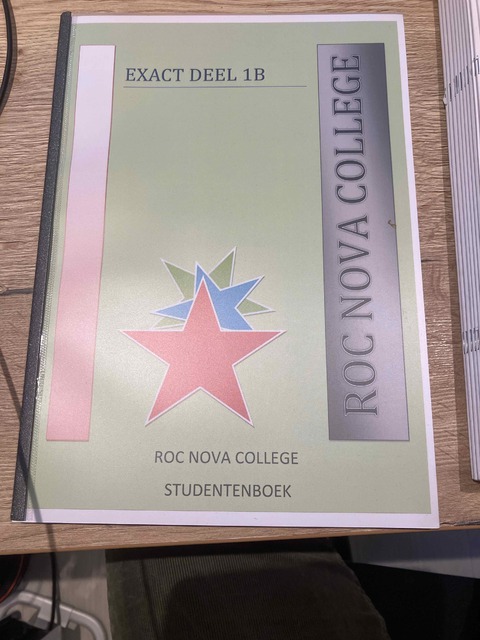 EXACT DEEL 1B
ROC NOVA COLLEGE
ROC NOVA COLLEGE
STUDENTENBOEK